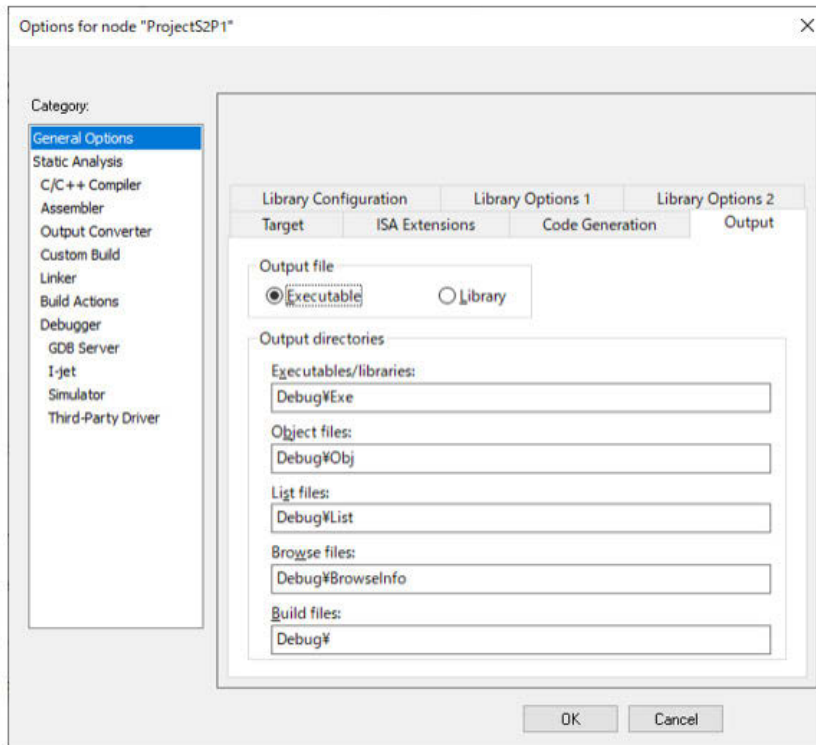 Options for node "ProjectS2P1"
Category:
General Options
Static Analysis
C/C++ Compiler
Assembler
Output Converter
Custom Build
Linker
Build Actions
Debugger
GDB Server
I-jet
Simulator
Third-Party Driver
Library Configuration Library Options 1 Library Options 2
Target ISA Extensions Code Generation Output
Output file
Executable Library
Output directories
Executables/libraries:
Debug¥Exe
Object files:
Debug¥Obj
List files:
Debug¥List
Browse files:
Debug¥BrowseInfo
Build files:
Debug¥
OK Cancel